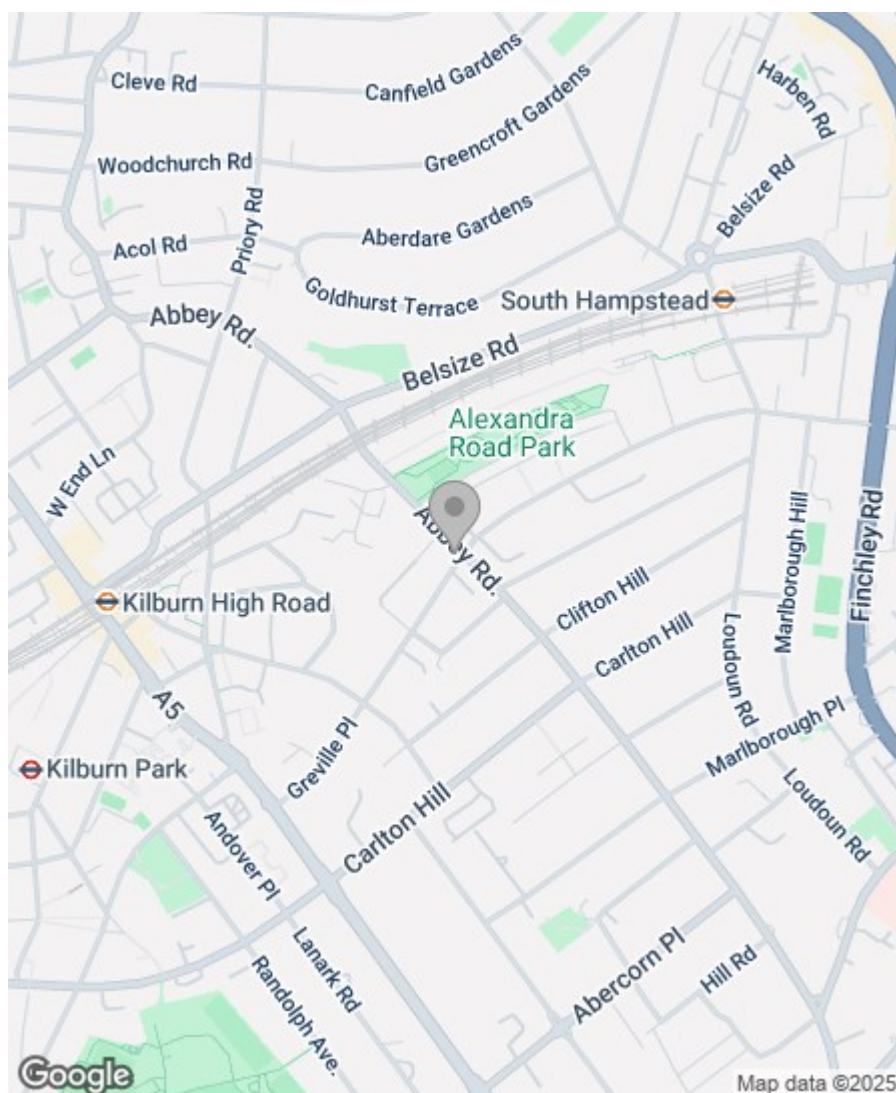 Cleve Rd
Canfield Gardens
Harben Rd
Woodchurch Rd
Greencroft Gardens
Belsize Rd
Priory Rd
Acol Rd
Aberdare Gardens
Goldhurst Terrace
South Hampstead
Abbey Rd.
Belsize Rd
Alexandra
Road Park
W End Ln
Abbey Rd.
Finchley Rd
Marlborough Hill
Kilburn High Road
Clifton Hill
Carlton Hill
Loudoun Rd
A5
Greville Pl
Marlborough Pl
Kilburn Park
Carlton Hill
Loudoun Rd
Andover Pl
Lanark Rd
Randolph Ave.
Abercorn Pl
Hill Rd
Google
Map data ©2025